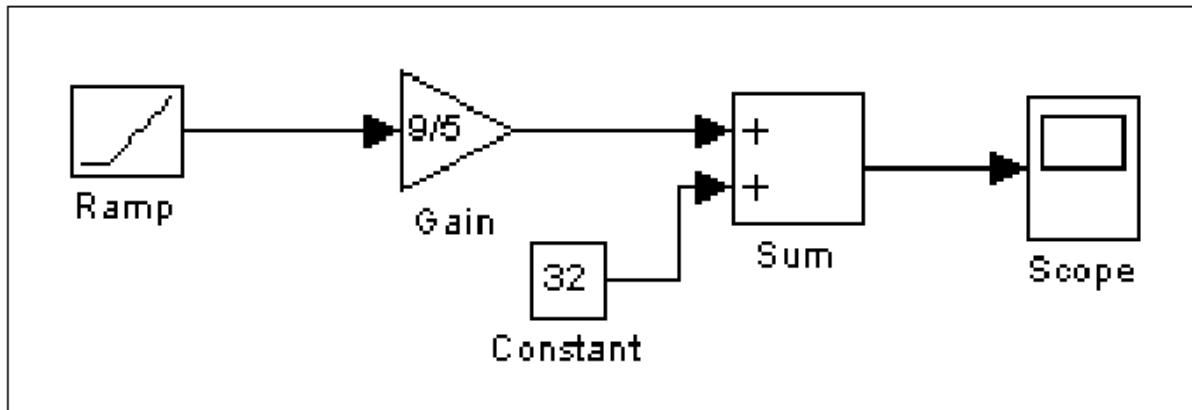 Ramp
9/5
Gain
32
Constant
+
+
Sum
Scope